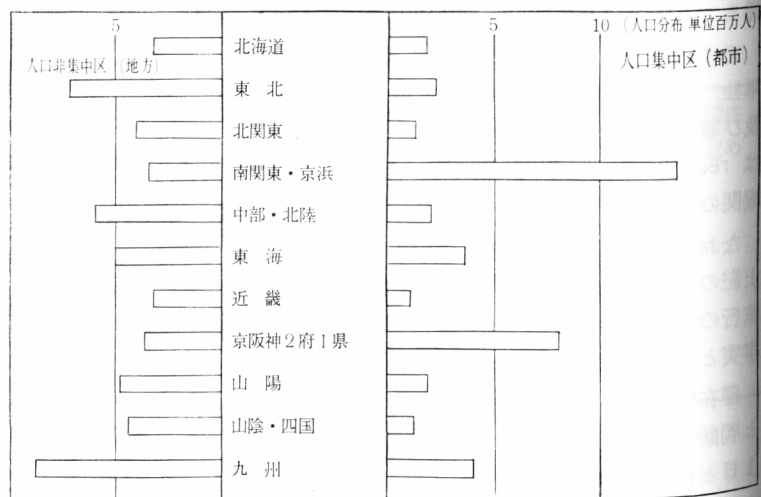 5
5
10
(人口分布 単位百万人)
人口非集中区 (地方)
人口集中区 (都市)
北海道
東 北
北関東
南関東・京浜
中部・北陸
東 海
近 畿
京阪神2府1県
山 陽
山陰・四国
九 州